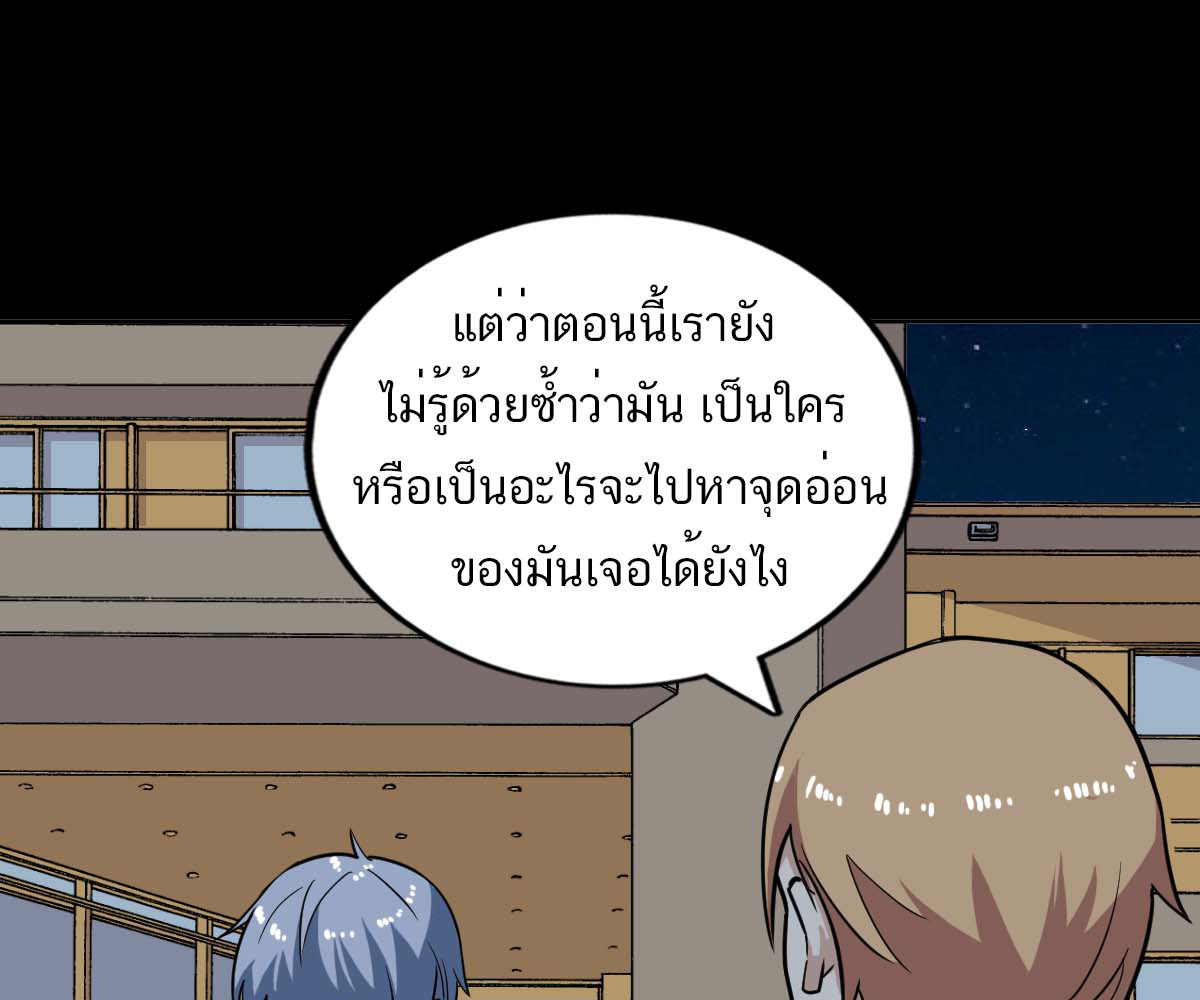 แต่ว่าตอนนี้เรายัง
ไม่รู้ด้วยซ้ำว่ามัน เป็นใคร
หรือเป็นอะไรจะไปหาจุดอ่อน
ของมันเจอได้ยังไง